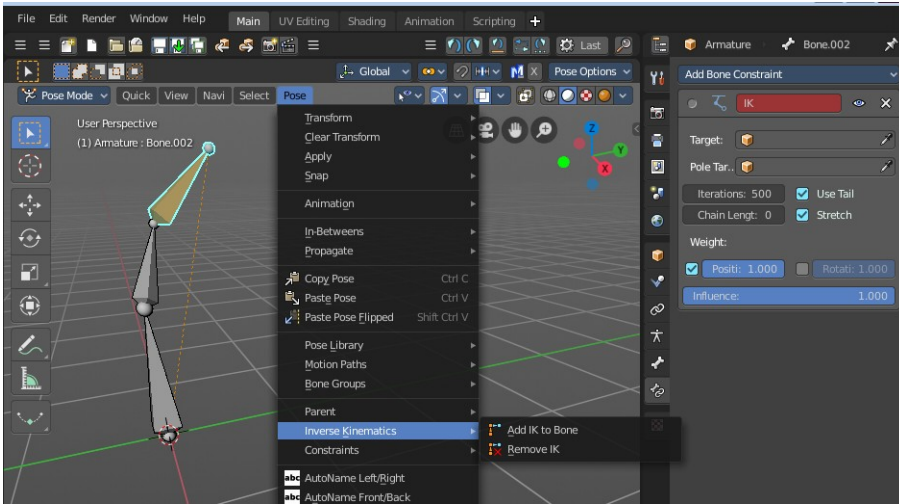 File Edit Render Window Help Main UV Editing Shading Animation Scripting +
Last Armature Bone.002
Global X Pose Options Add Bone Constraint
Pose Mode Quick View Navi Select Pose IK
User Perspective
(1) Armature : Bone.002
Transform
Clear Transform
Apply
Snap
Animation
In-Betweens
Propagate
Copy Pose Ctrl C
Paste Pose Ctrl V
Paste Pose Flipped Shift Ctrl V
Pose Library
Motion Paths
Bone Groups
Parent
Inverse Kinematics
Constraints
abc AutoName Left/Right
abc AutoName Front/Back
Add IK to Bone
Remove IK
Z
Y
X
Target:
Pole Tar..
Iterations: 500 Use Tail
Chain Lengt: 0 Stretch
Weight:
Positi: 1.000 Rotati: 1.000
Influence: 1.000